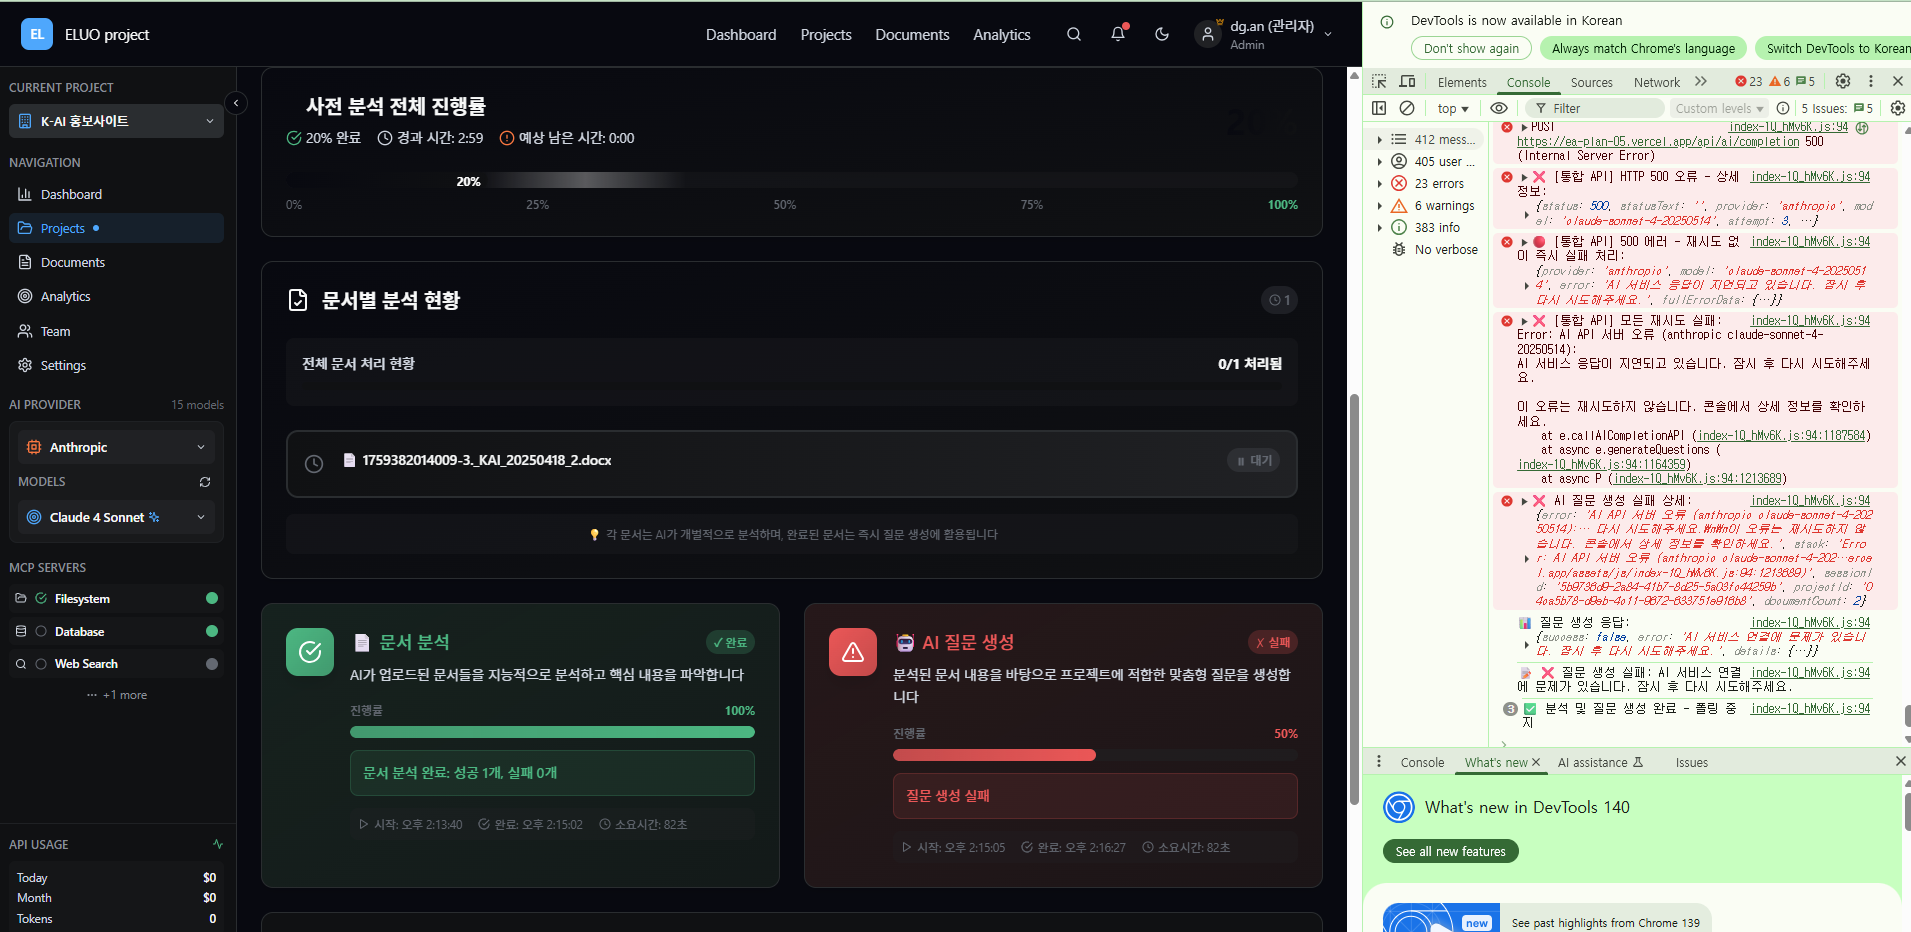 EL ELUO project
Dashboard
Projects
Documents
Analytics
dg.an (관리자)
Admin
CURRENT PROJECT
K-AI 홍보사이트
NAVIGATION
Dashboard
Projects
Documents
Analytics
Team
Settings
AI PROVIDER 15 models
Anthropic
MODELS
Claude 4 Sonnet
MCP SERVERS
Filesystem
Database
Web Search
··· +1 more
API USAGE
Today $0
Month $0
Tokens 0
사전 분석 전체 진행률
20% 완료 경과 시간: 2:59 예상 남은 시간: 0:00
20%
0% 25% 50% 75% 100%
문서별 분석 현황
1
전체 문서 처리 현황 0/1 처리됨
1759382014009-3._KAI_20250418_2.docx
대기
각 문서는 AI가 개별적으로 분석하며, 완료된 문서는 즉시 질문 생성에 활용됩니다
문서 분석
✓ 완료
AI가 업로드된 문서들을 지능적으로 분석하고 핵심 내용을 파악합니다
진행률 100%
문서 분석 완료: 성공 1개, 실패 0개
시작: 오후 2:13:40 완료: 오후 2:15:02 소요시간: 82초
AI 질문 생성
✗ 실패
분석된 문서 내용을 바탕으로 프로젝트에 적합한 맞춤형 질문을 생성합
니다
진행률 50%
질문 생성 실패
시작: 오후 2:15:05 완료: 오후 2:16:27 소요시간: 82초
DevTools is now available in Korean
Don't show again
Always match Chrome's language
Switch DevTools to Korean
Elements
Console
Sources
Network
23 6 5
top
Filter
Custom levels
5 Issues: 5
412 mess...
405 user ...
23 errors
6 warnings
383 info
No verbose
POST index-1Q_hMv6K.js:94
https://ea-plan-05.vercel.app/api/ai/completion 500
(Internal Server Error)
[통합 API] HTTP 500 오류 - 상세 index-1Q_hMv6K.js:94
정보:
{status: 500, statusText: '', provider: 'anthropic', mod
el: 'claude-sonnet-4-20250514', attempt: 3, …}
[통합 API] 500 에러 - 재시도 없 index-1Q_hMv6K.js:94
이 즉시 실패 처리:
{provider: 'anthropic', model: 'claude-sonnet-4-2025051
4', error: 'AI 서비스 응답이 지연되고 있습니다. 잠시 후
다시 시도해주세요.', fullErrorData: {…}}
[통합 API] 모든 재시도 실패: index-1Q_hMv6K.js:94
Error: AI API 서버 오류 (anthropic claude-sonnet-4-
20250514):
AI 서비스 응답이 지연되고 있습니다. 잠시 후 다시 시도해주세
요.
이 오류는 재시도하지 않습니다. 콘솔에서 상세 정보를 확인하
세요.
at e.callAICompletionAPI (index-1Q_hMv6K.js:94:1187584)
at async e.generateQuestions (
index-1Q_hMv6K.js:94:1164359)
at async P (index-1Q_hMv6K.js:94:1213689)
AI 질문 생성 실패 상세: index-1Q_hMv6K.js:94
{error: 'AI API 서버 오류 (anthropic claude-sonnet-4-202
50514):… 다시 시도해주세요.\n\n이 오류는 재시도하지 않
습니다. 콘솔에서 상세 정보를 확인하세요.', stack: 'Erro
r: AI API 서버 오류 (anthropic claude-sonnet-4-202…erce
l.app/assets/js/index-1Q_hMv6K.js:94:1213689)', sessionI
d: '5b9736d9-2a84-41b7-8d25-5a03fc44259b', projectId: '0
4ca5b78-d9eb-4c11-9672-633751e916b8', documentCount: 2}
질문 생성 응답: index-1Q_hMv6K.js:94
{success: false, error: 'AI 서비스 연결에 문제가 있습니
다. 잠시 후 다시 시도해주세요.', details: {…}}
질문 생성 실패: AI 서비스 연결 index-1Q_hMv6K.js:94
에 문제가 있습니다. 잠시 후 다시 시도해주세요.
3 분석 및 질문 생성 완료 - 폴링 중 index-1Q_hMv6K.js:94
지
Console
What's new
AI assistance
Issues
What's new in DevTools 140
See all new features
new
See past highlights from Chrome 139